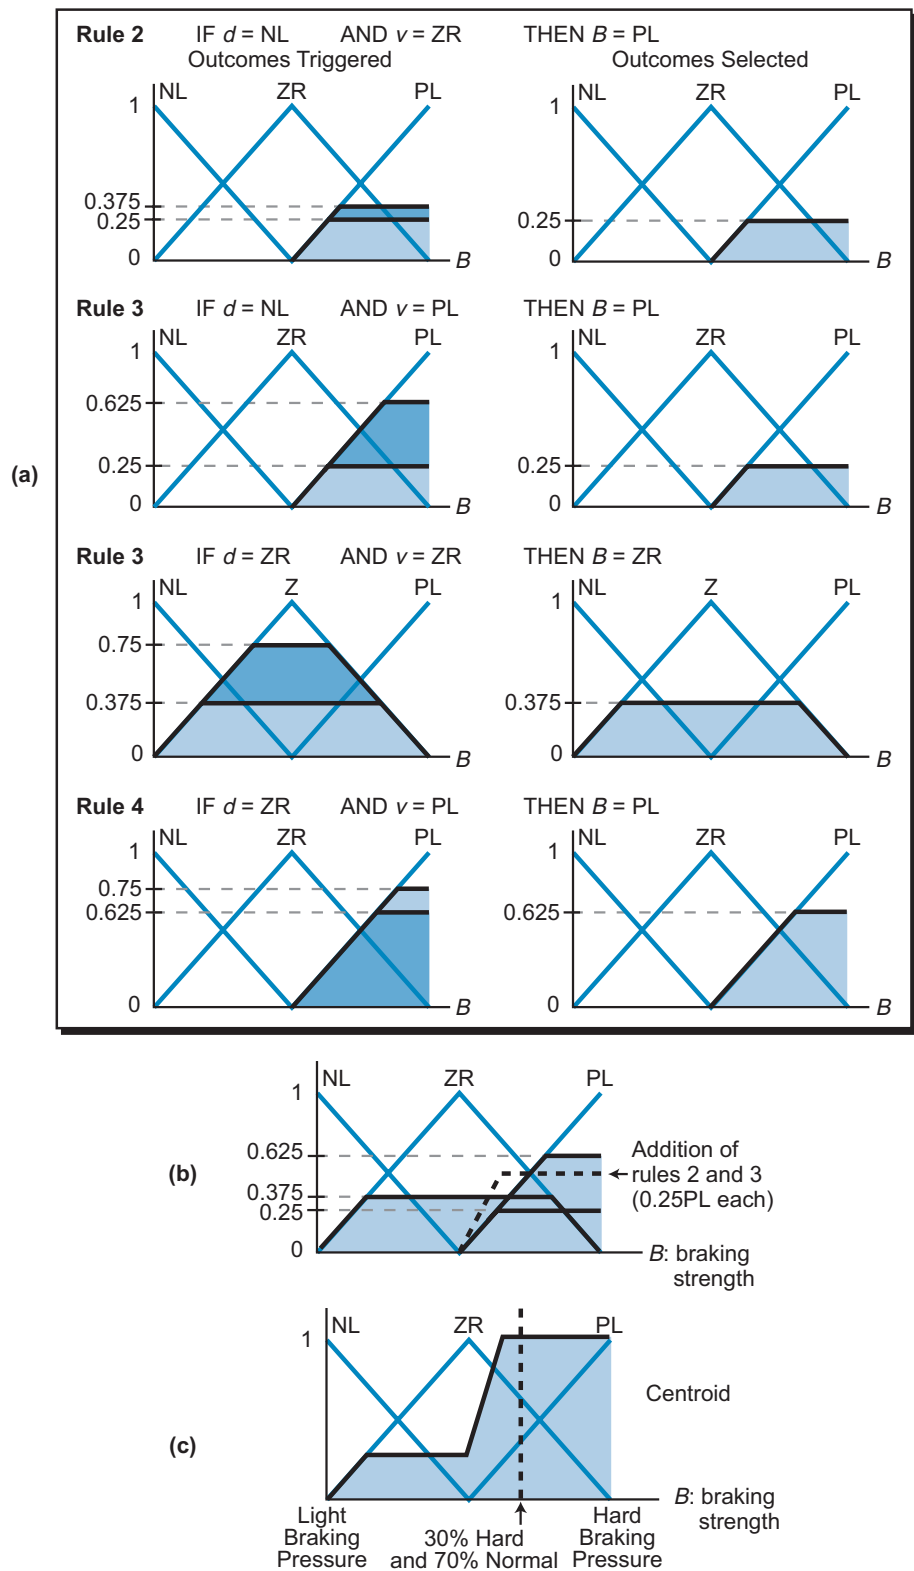 Rule 2 IF d = NL AND v = ZR THEN B = PL
Outcomes Triggered Outcomes Selected
NL ZR PL NL ZR PL
1 1
0.375
0.25 0.25
0 B 0 B
Rule 3 IF d = NL AND v = PL THEN B = PL
NL ZR PL NL ZR PL
1 1
0.625
(a)
0.25 0.25
0 B 0 B
Rule 3 IF d = ZR AND v = ZR THEN B = ZR
NL Z PL NL Z PL
1 1
0.75
0.375 0.375
0 B 0 B
Rule 4 IF d = ZR AND v = PL THEN B = PL
NL ZR PL NL ZR PL
1 1
0.75
0.625 0.625
0 B 0 B
NL ZR PL
1
0.625
Addition of
rules 2 and 3
(0.25PL each)
(b)
0.375
0.25
0
B: braking
strength
NL ZR PL
1
Centroid
(c)
B: braking
strength
Light
Braking
Pressure
30% Hard
and 70% Normal
Hard
Braking
Pressure